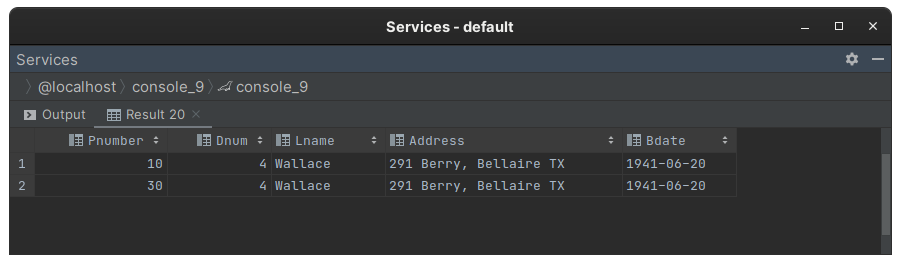 Services - default
Services
@localhost console_9 console_9
Output Result 20
Pnumber Dnum Lname Address Bdate
1 10 4 Wallace 291 Berry, Bellaire TX 1941-06-20
2 30 4 Wallace 291 Berry, Bellaire TX 1941-06-20